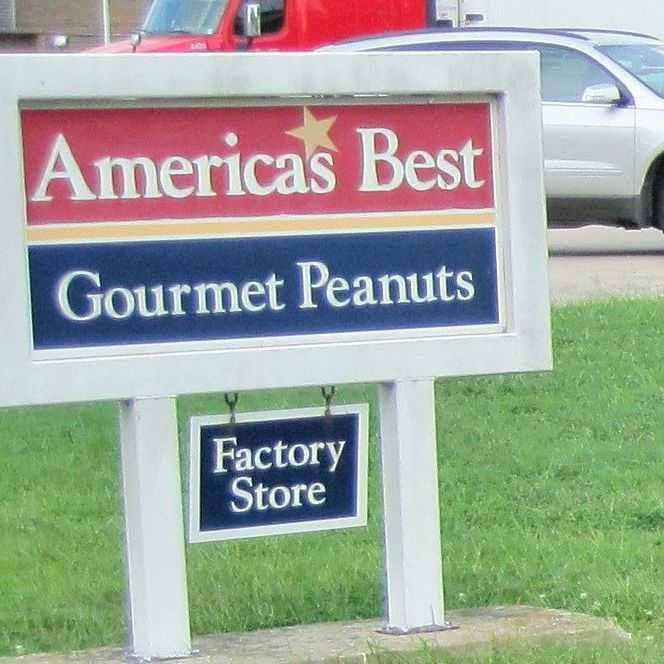 Americas Best
Gourmet Peanuts
Factory
Store